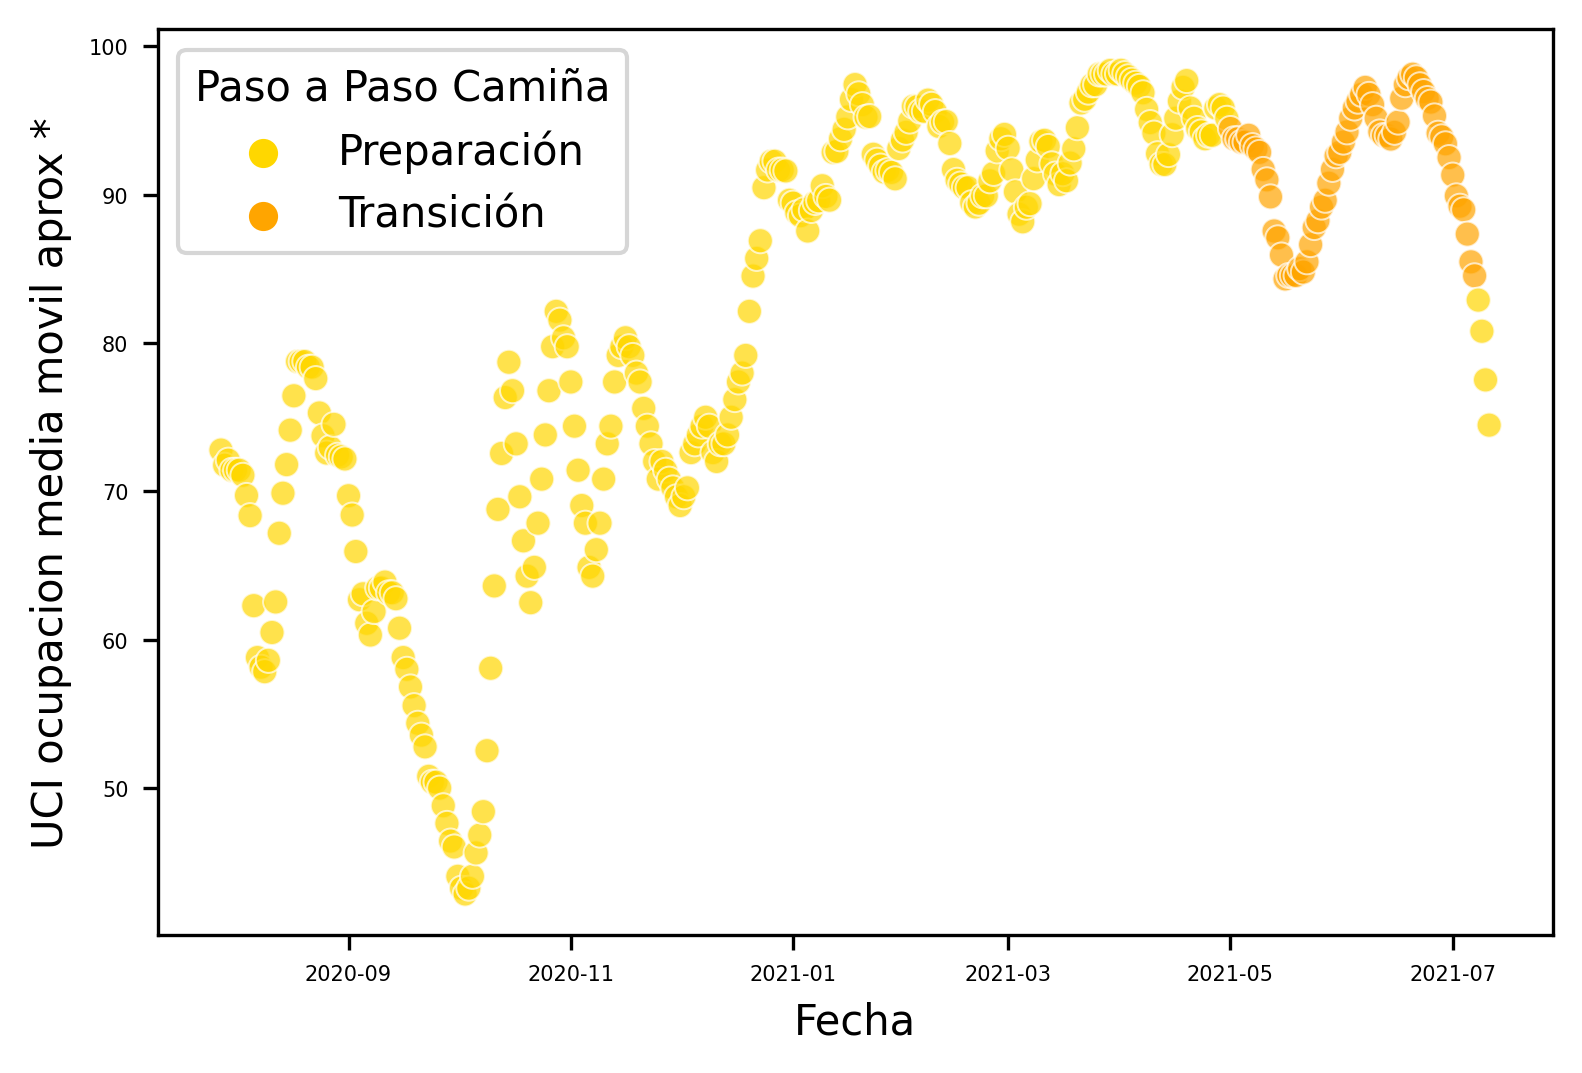 Paso a Paso Camiña
Preparación
Transición
UCI ocupacion media movil aprox *
100
90
80
70
60
50
2020-09
2020-11
2021-01
2021-03
2021-05
2021-07
Fecha